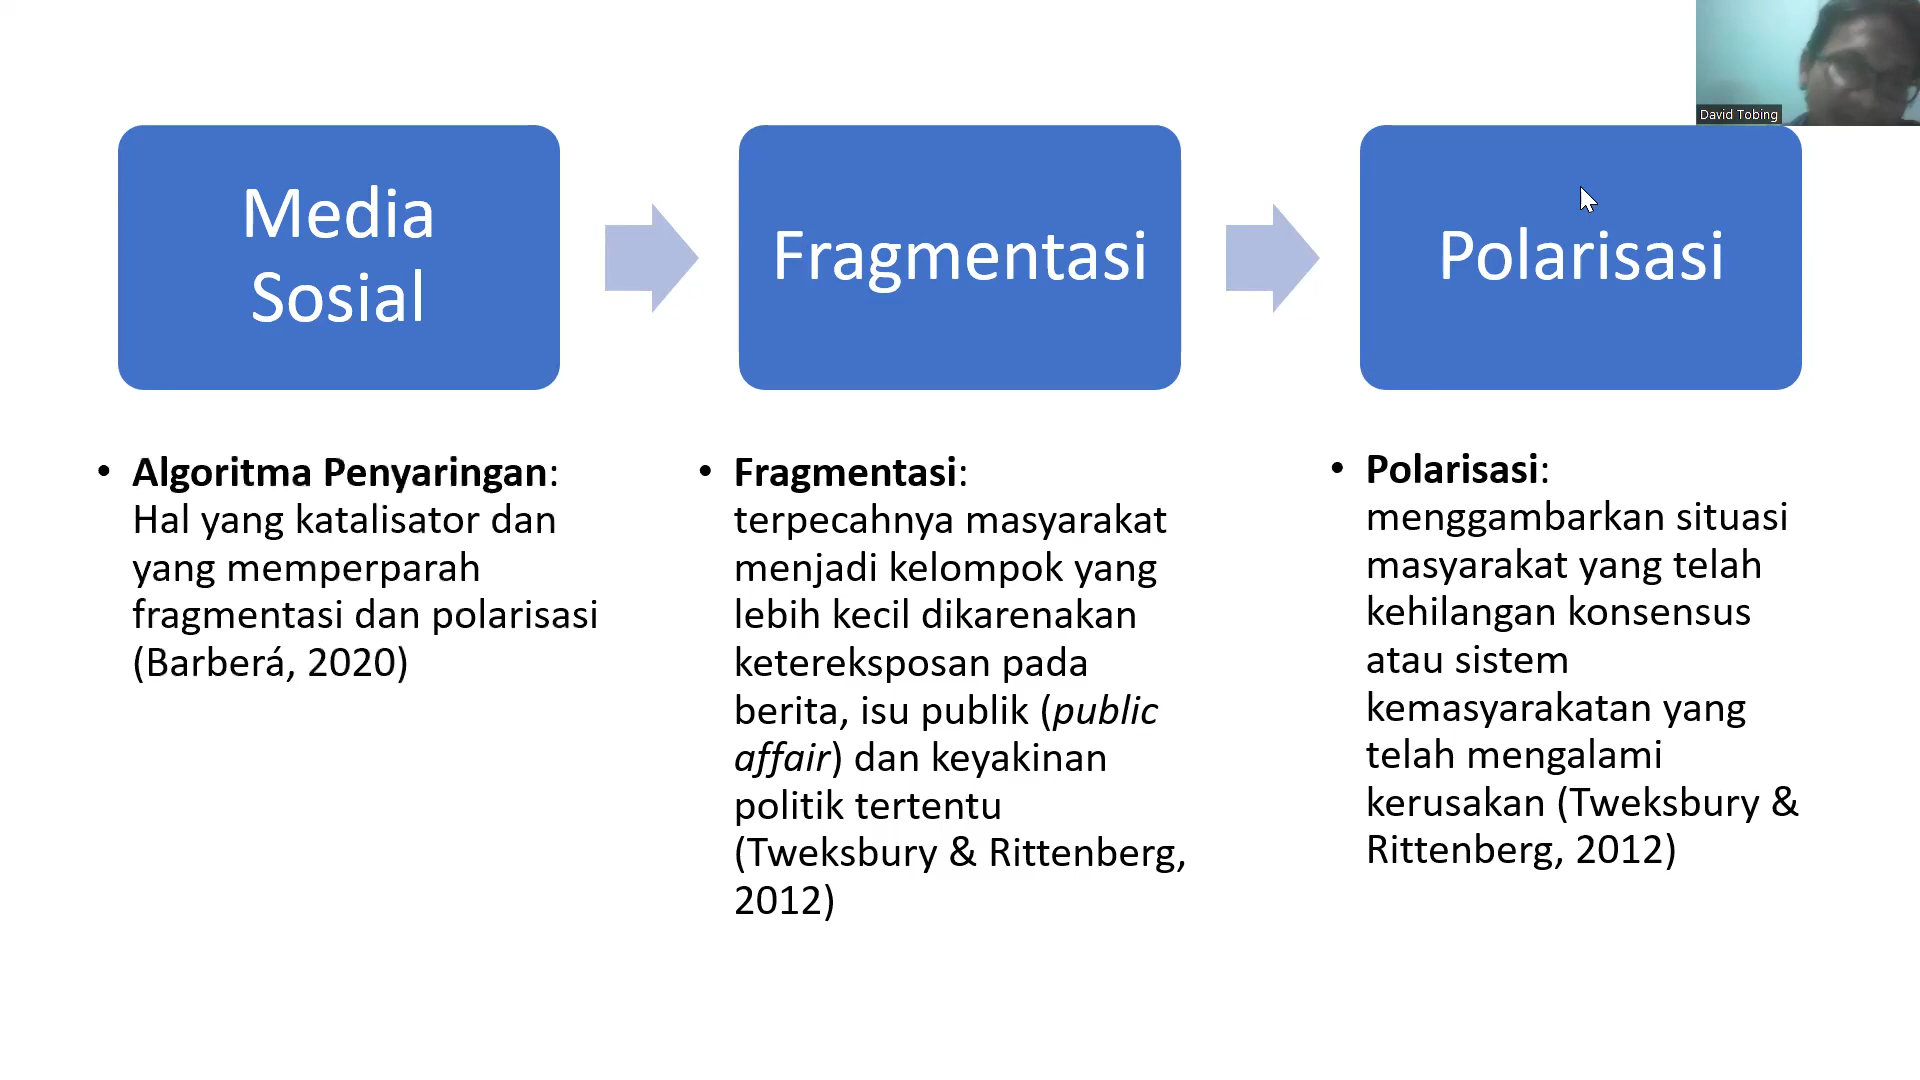 David Tobing
Media
Sosial
Fragmentasi
Polarisasi
• Algoritma Penyaringan:
Hal yang katalisator dan
yang memperparah
fragmentasi dan polarisasi
(Barberá, 2020)
• Fragmentasi:
terpecahnya masyarakat
menjadi kelompok yang
lebih kecil dikarenakan
ketereksposan pada
berita, isu publik (public
affair) dan keyakinan
politik tertentu
(Tweksbury & Rittenberg,
2012)
• Polarisasi:
menggambarkan situasi
masyarakat yang telah
kehilangan konsensus
atau sistem
kemasyarakatan yang
telah mengalami
kerusakan (Tweksbury &
Rittenberg, 2012)